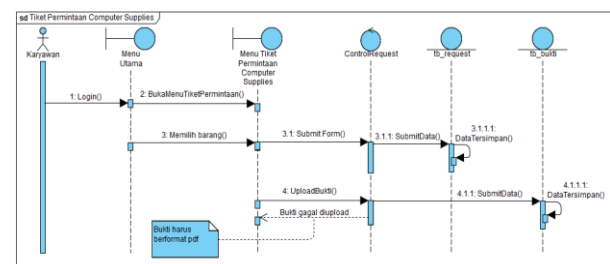 sd Tiket Permintaan Computer Supplies
Karyawan
Menu
Utama
Menu Tiket
Permintaan
Computer
Supplies
ControlRequest
tb_request
tb_bukti
1: Login()
2: BukaMenuTiketPermintaan()
3: Memilih barang()
3.1: Submit Form()
3.1.1: SubmitData()
3.1.1.1:
DataTersimpan()
4: UploadBukti()
4.1.1: SubmitData()
4.1.1.1:
DataTersimpan()
Bukti gagal diupload
Bukti harus
berformat pdf